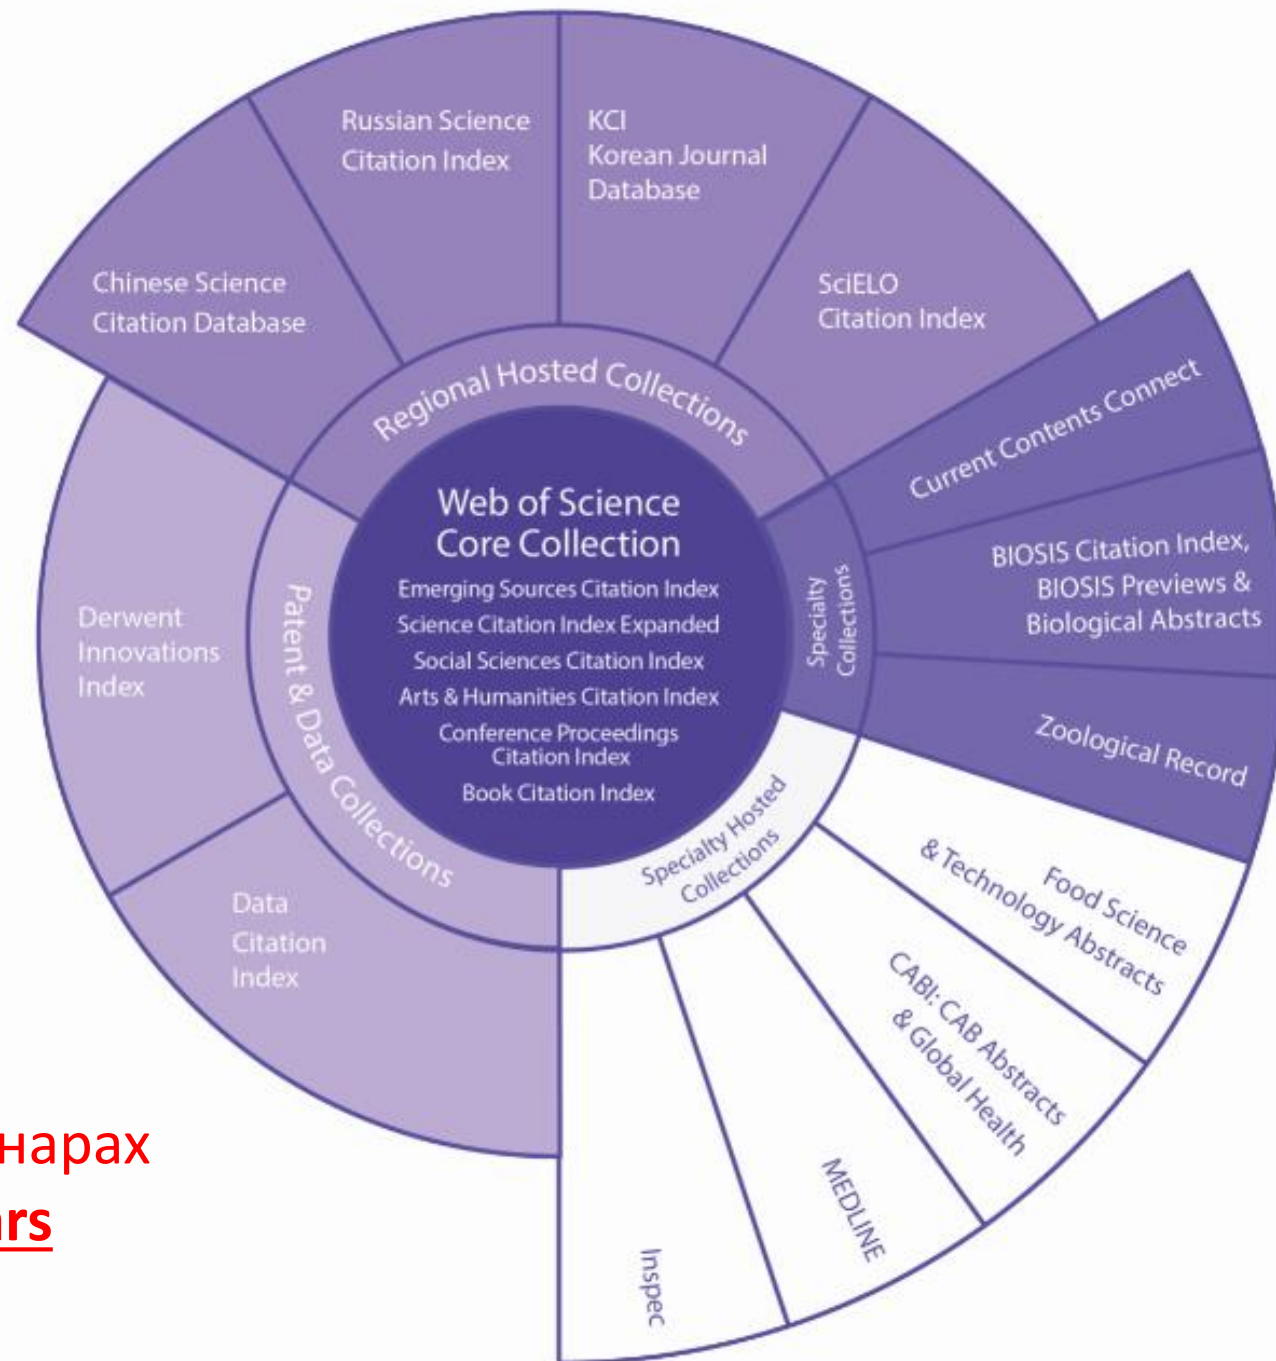 Russian Science
Citation Index
KCI
Korean Journal
Database
Chinese Science
Citation Database
SciELO
Citation Index
Regional Hosted Collections
Current Contents Connect
BIOSIS Citation Index,
BIOSIS Previews &
Biological Abstracts
Zoological Record
Specialty
Collections
Web of Science
Core Collection
Emerging Sources Citation Index
Science Citation Index Expanded
Social Sciences Citation Index
Arts & Humanities Citation Index
Conference Proceedings
Citation Index
Book Citation Index
Patent & Data Collections
Derwent
Innovations
Index
Data
Citation
Index
Specialty Hosted
Collections
Food Science
& Technology Abstracts
CABI: CAB Abstracts
& Global Health
MEDLINE
Inspec
нарах
ars